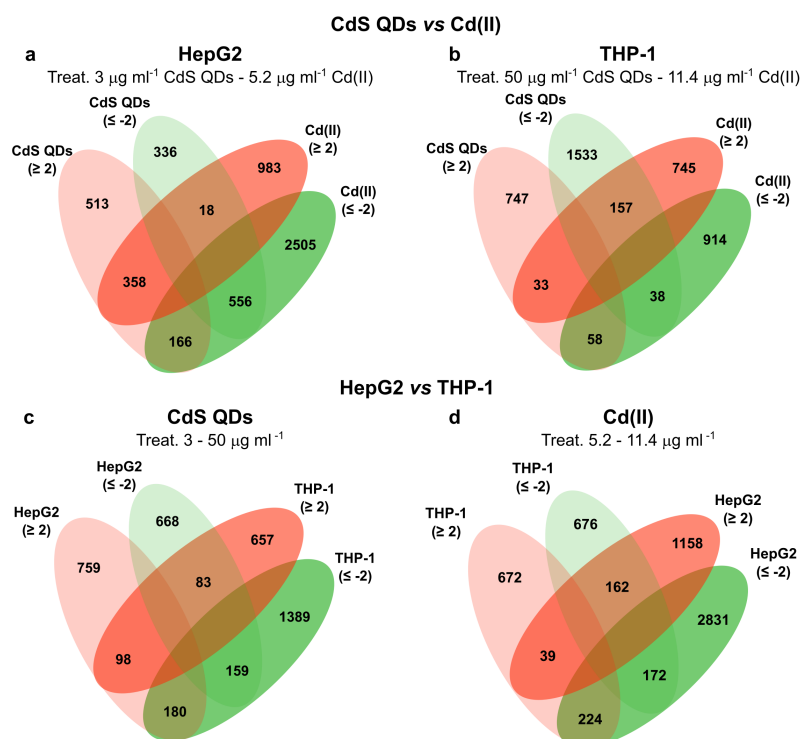 CdS QDs vs Cd(II)
a
HepG2
Treat. 3 μg ml-1 CdS QDs - 5.2 μg ml-1 Cd(II)
CdS QDs
(≥ 2)
CdS QDs
(≤ -2)
Cd(II)
(≥ 2)
Cd(II)
(≤ -2)
513
336
983
2505
18
358
556
166
b
THP-1
Treat. 50 μg ml-1 CdS QDs - 11.4 μg ml-1 Cd(II)
CdS QDs
(≥ 2)
CdS QDs
(≤ -2)
Cd(II)
(≥ 2)
Cd(II)
(≤ -2)
747
1533
745
914
157
33
38
58
HepG2 vs THP-1
c
CdS QDs
Treat. 3 - 50 μg ml-1
HepG2
(≥ 2)
HepG2
(≤ -2)
THP-1
(≥ 2)
THP-1
(≤ -2)
759
668
657
1389
83
98
159
180
d
Cd(II)
Treat. 5.2 - 11.4 μg ml-1
THP-1
(≥ 2)
THP-1
(≤ -2)
HepG2
(≥ 2)
HepG2
(≤ -2)
672
676
1158
2831
162
39
172
224